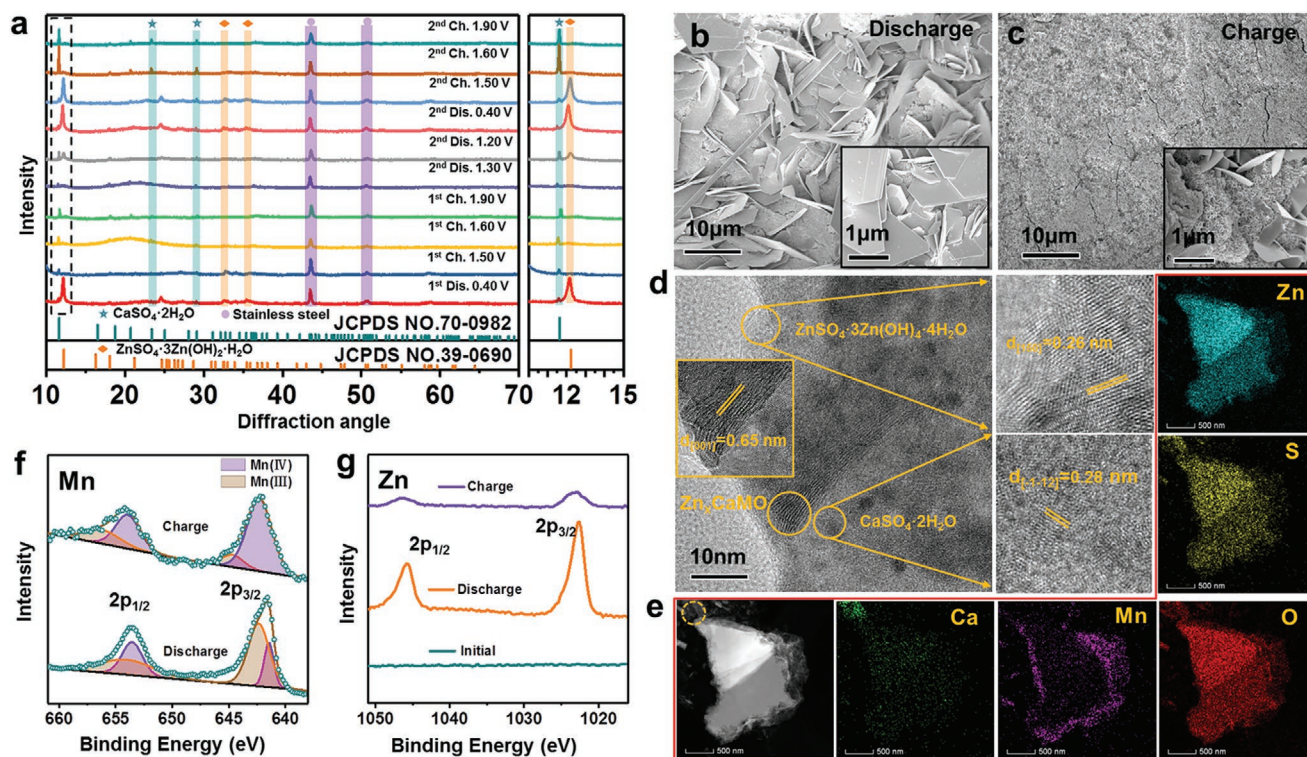 a
Intensity
2nd Ch. 1.90 V
2nd Ch. 1.60 V
2nd Ch. 1.50 V
2nd Dis. 0.40 V
2nd Dis. 1.20 V
2nd Dis. 1.30 V
1st Ch. 1.90 V
1st Ch. 1.60 V
1st Ch. 1.50 V
1st Dis. 0.40 V
CaSO₄·2H₂O
Stainless steel
JCPDS NO.70-0982
ZnSO₄·3Zn(OH)₂·H₂O
JCPDS NO.39-0690
10 20 30 40 50 60 70
12 15
Diffraction angle
b
Discharge
10μm
1μm
c
Charge
10μm
1μm
d
ZnSO₄·3Zn(OH)₄·4H₂O
d[001]=0.65 nm
ZnxCaMO
CaSO₄·2H₂O
10nm
=0.26 nm
d[-1-12]=0.28 nm
Zn
500 nm
S
500 nm
e
500 nm
Ca
500 nm
Mn
500 nm
O
500 nm
f
Mn
Mn(IV)
Mn(III)
Charge
2p1/2
2p3/2
Discharge
Intensity
660 655 650 645 640
Binding Energy (eV)
g
Zn
Charge
2p1/2
2p3/2
Discharge
Initial
Intensity
1050 1040 1030 1020
Binding Energy (eV)